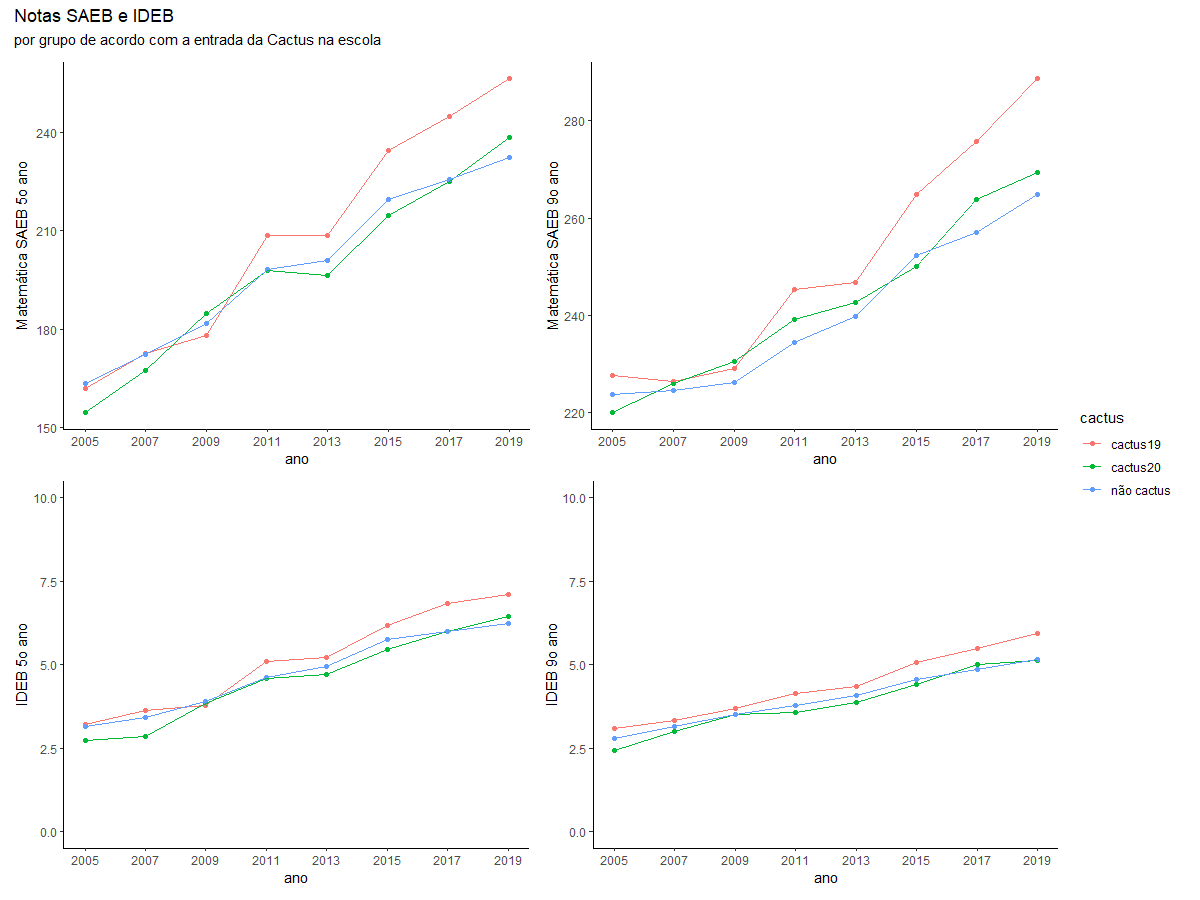 Notas SAEB e IDEB
por grupo de acordo com a entrada da Cactus na escola
Matemática SAEB 5o ano
240
210
180
150
2005 2007 2009 2011 2013 2015 2017 2019
ano
Matemática SAEB 9o ano
280
260
240
220
2005 2007 2009 2011 2013 2015 2017 2019
ano
cactus
cactus19
cactus20
não cactus
IDEB 5o ano
10.0
7.5
5.0
2.5
0.0
2005 2007 2009 2011 2013 2015 2017 2019
ano
IDEB 9o ano
10.0
7.5
5.0
2.5
0.0
2005 2007 2009 2011 2013 2015 2017 2019
ano